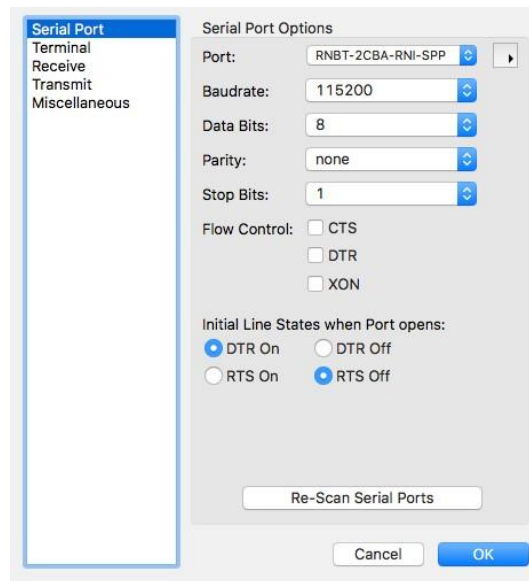 Serial Port
Terminal
Receive
Transmit
Miscellaneous
Serial Port Options
Port: RNBT-2CBA-RNI-SPP
Baudrate: 115200
Data Bits: 8
Parity: none
Stop Bits: 1
Flow Control: CTS
DTR
XON
Initial Line States when Port opens:
DTR On DTR Off
RTS On RTS Off
Re-Scan Serial Ports
Cancel OK